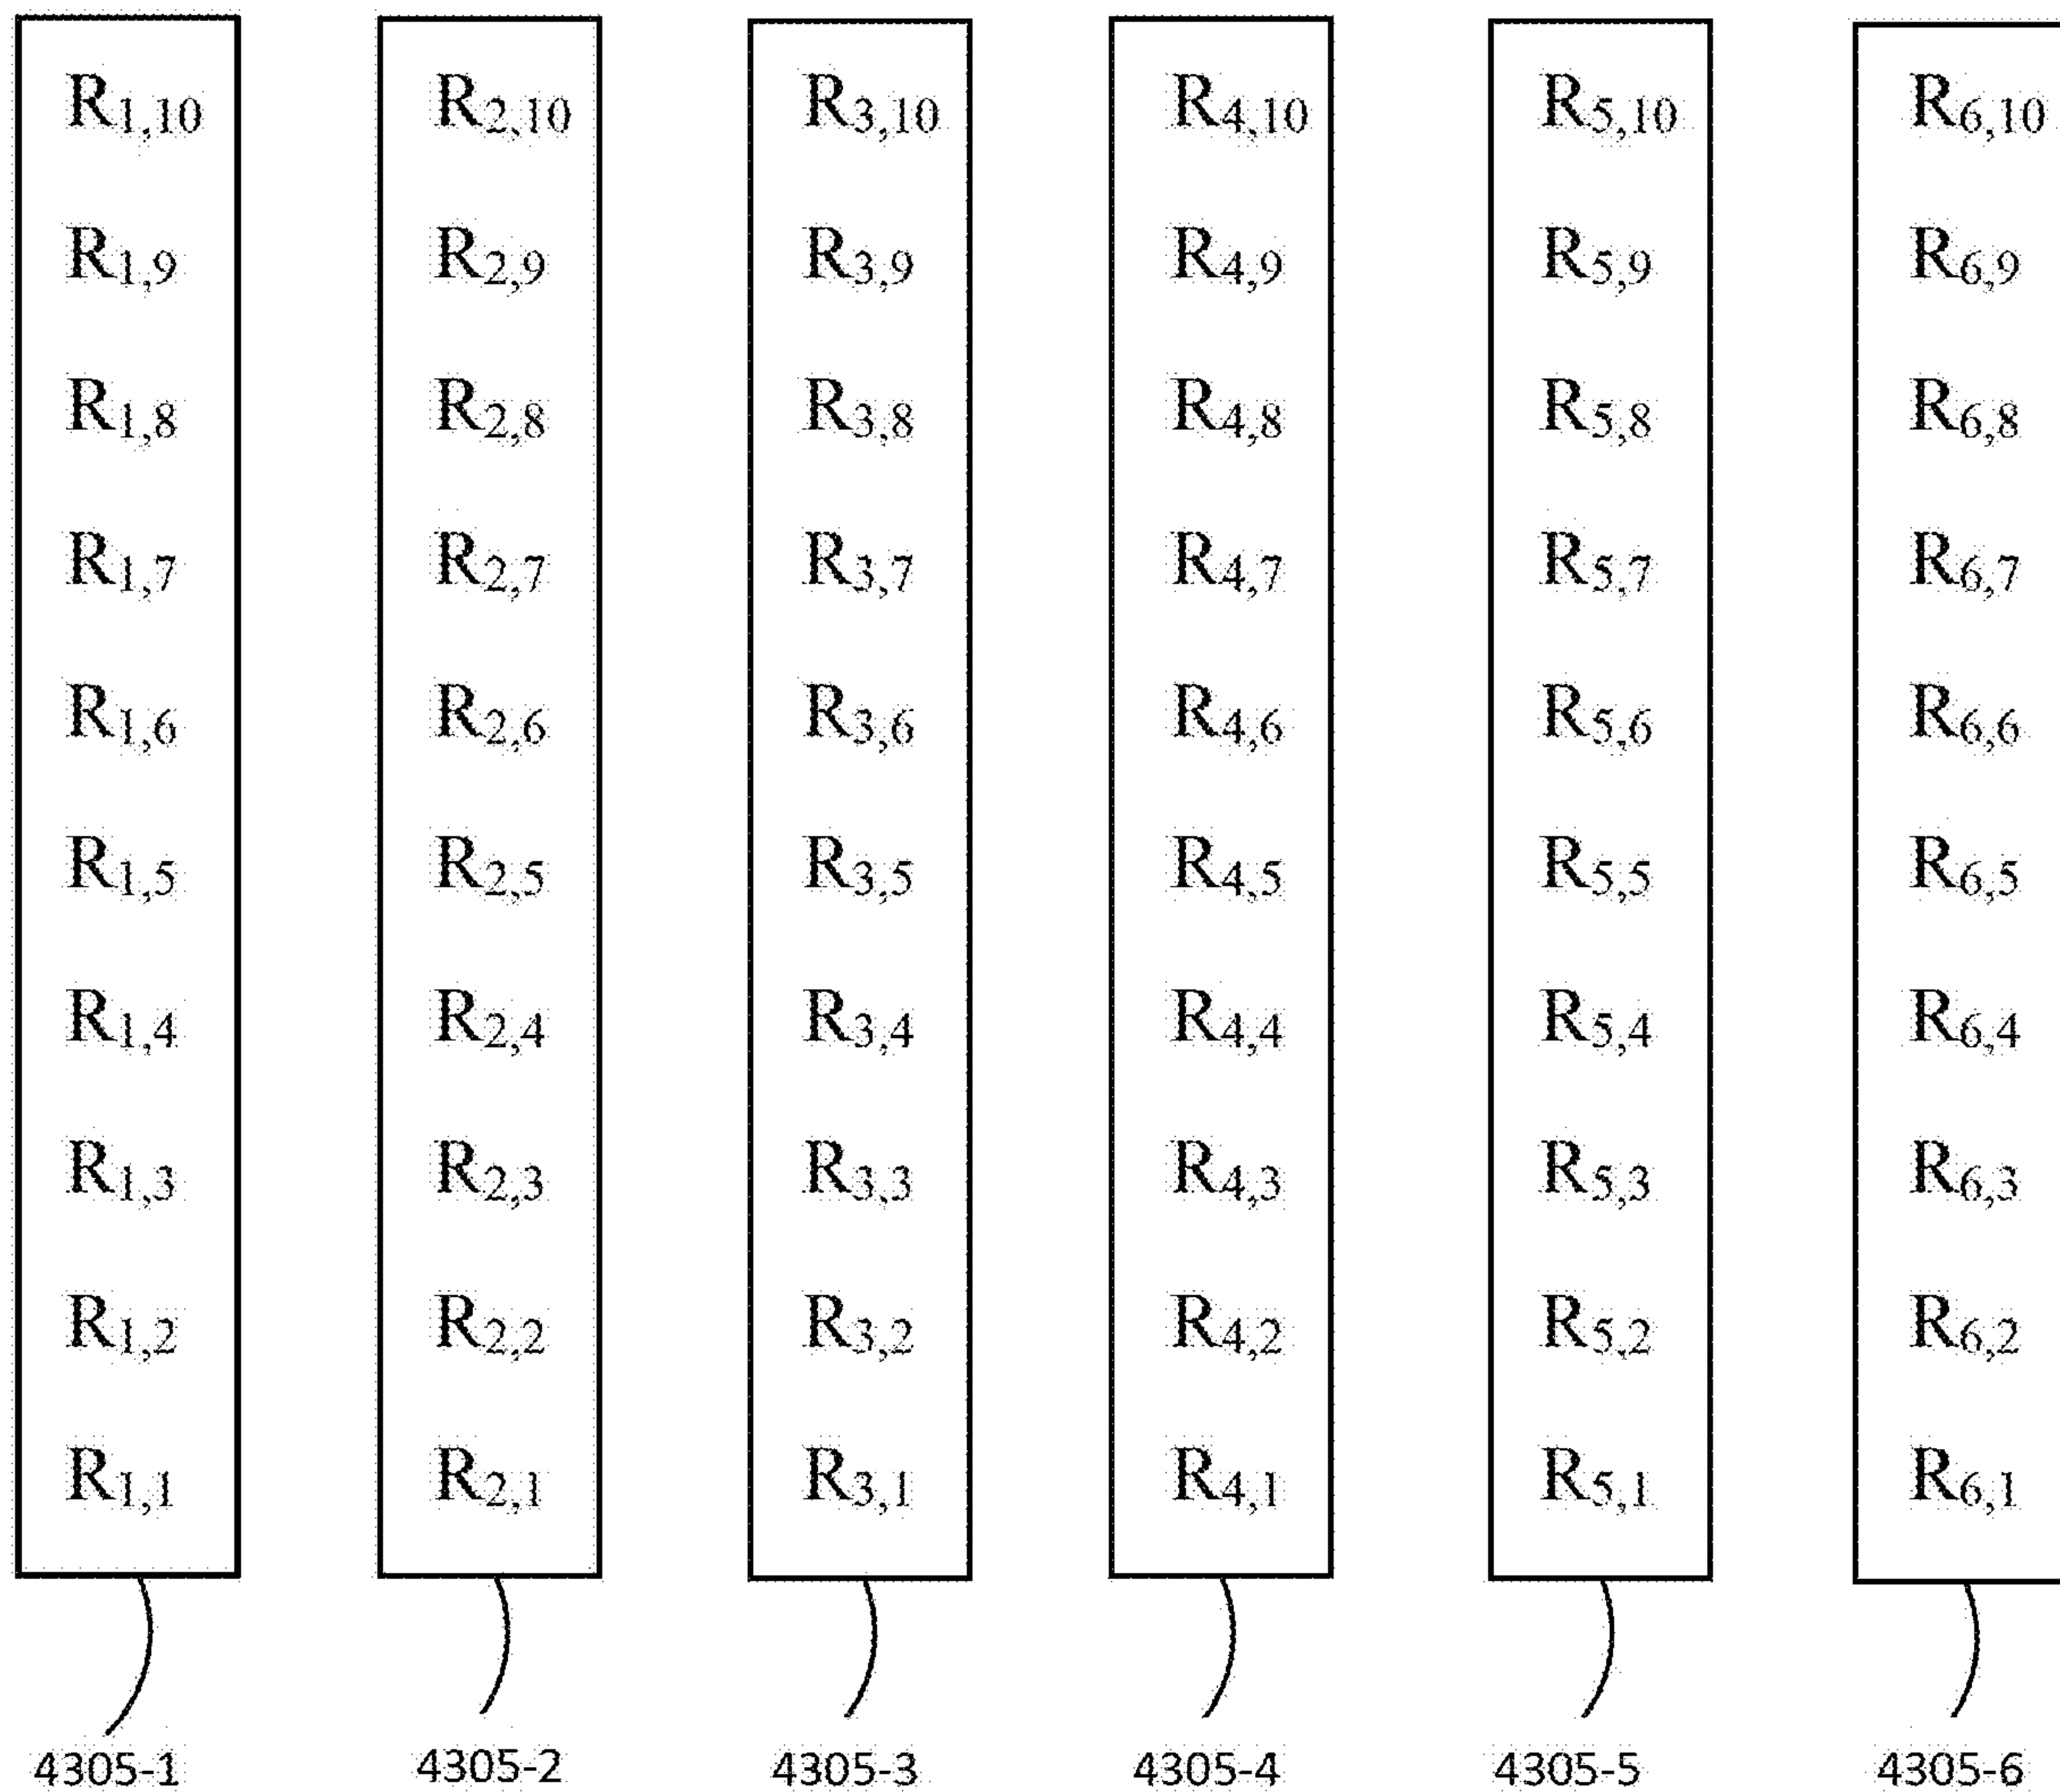 R1,10 R2,10 R3,10 R4,10 R5,10 R6,10
R1,9 R2,9 R3,9 R4,9 R5,9 R6,9
R1,8 R2,8 R3,8 R4,8 R5,8 R6,8
R1,7 R2,7 R3,7 R4,7 R5,7 R6,7
R1,6 R2,6 R3,6 R4,6 R5,6 R6,6
R1,5 R2,5 R3,5 R4,5 R5,5 R6,5
R1,4 R2,4 R3,4 R4,4 R5,4 R6,4
R1,3 R2,3 R3,3 R4,3 R5,3 R6,3
R1,2 R2,2 R3,2 R4,2 R5,2 R6,2
R1,1 R2,1 R3,1 R4,1 R5,1 R6,1
4305-1 4305-2 4305-3 4305-4 4305-5 4305-6